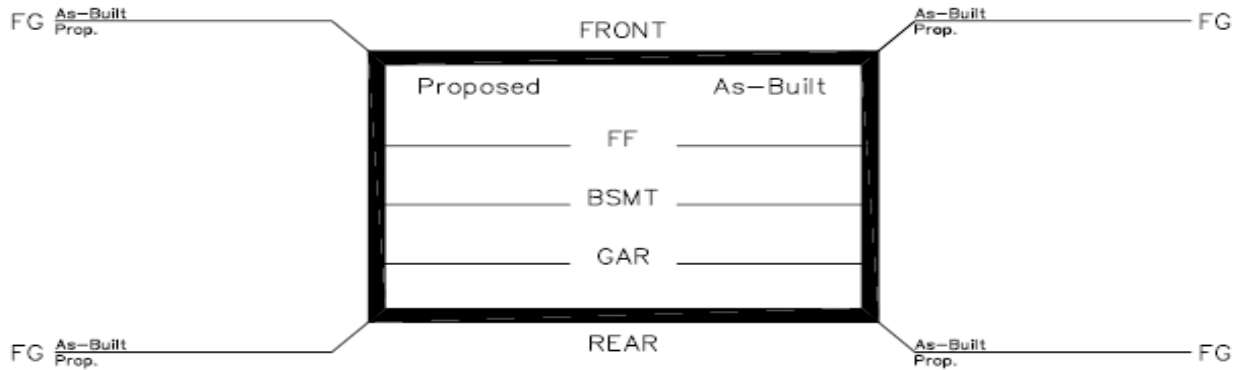 FG As-Built As-Built FG
Prop. FRONT Prop.
Proposed As-Built
FF
BSMT
GAR
REAR
FG As-Built As-Built FG
Prop. Prop.